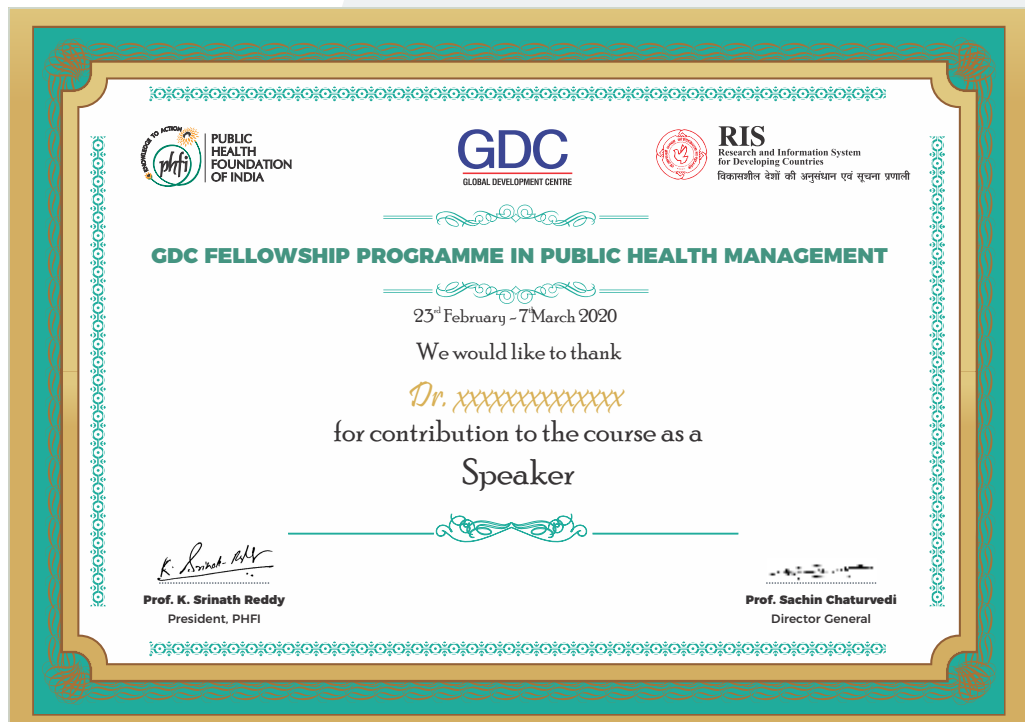 KNOWLEDGE TO ACTION
phfi
PUBLIC
HEALTH
FOUNDATION
OF INDIA
GDC
GLOBAL DEVELOPMENT CENTRE
RIS
Research and Information System
for Developing Countries
विकासशील देशों की अनुसंधान एवं सूचना प्रणाली
GDC FELLOWSHIP PROGRAMME IN PUBLIC HEALTH MANAGEMENT
23rd February - 7th March 2020
We would like to thank
Dr. xxxxxxxxxxxxxx
for contribution to the course as a
Speaker
K. Srinath Reddy
Prof. K. Srinath Reddy
President, PHFI
Prof. Sachin Chaturvedi
Director General